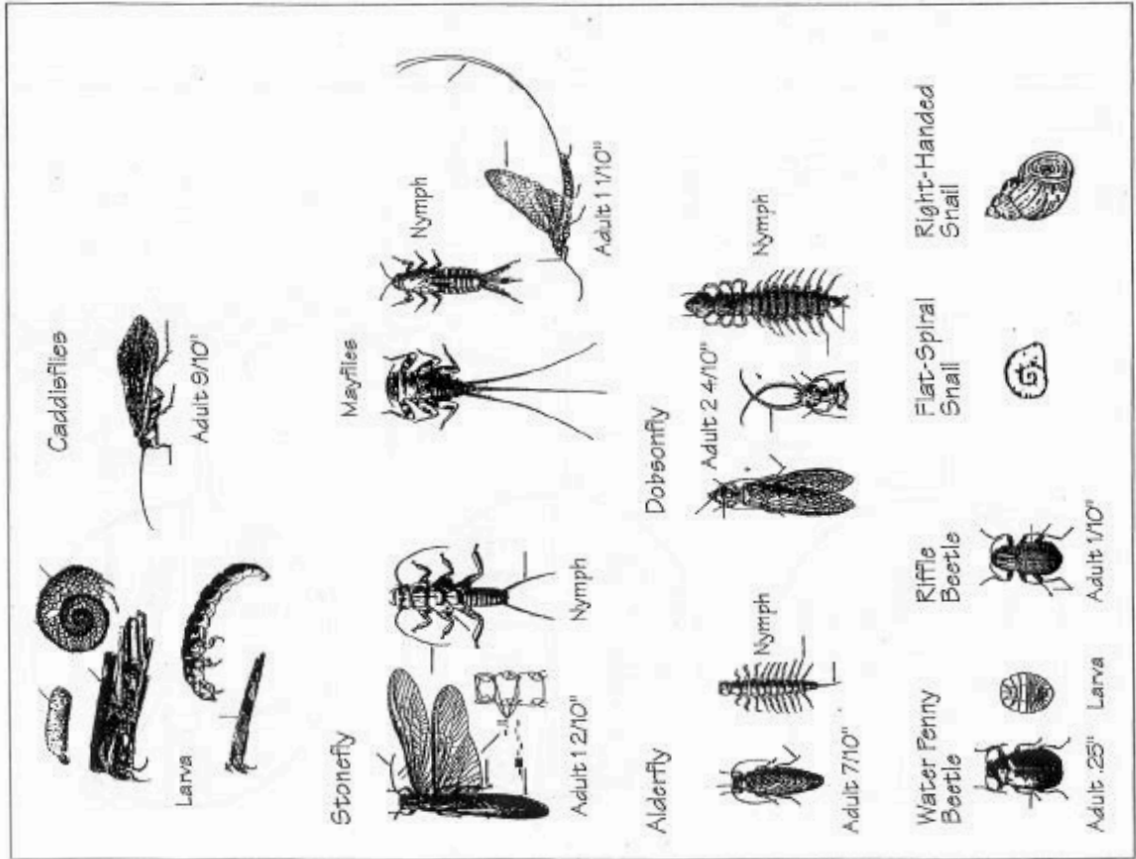 Caddisflies
Larva
Adult 9/10"
Stonefly
Adult 1 2/10"
Nymph
Mayflies
Nymph
Adult 1 1/10"
Alderfly
Adult 7/10"
Nymph
Dobsonfly
Adult 2 4/10"
Nymph
Water Penny
Beetle
Adult .25"
Larva
Riffle
Beetle
Adult 1/10"
Flat-Spiral
Snail
Right-Handed
Snail